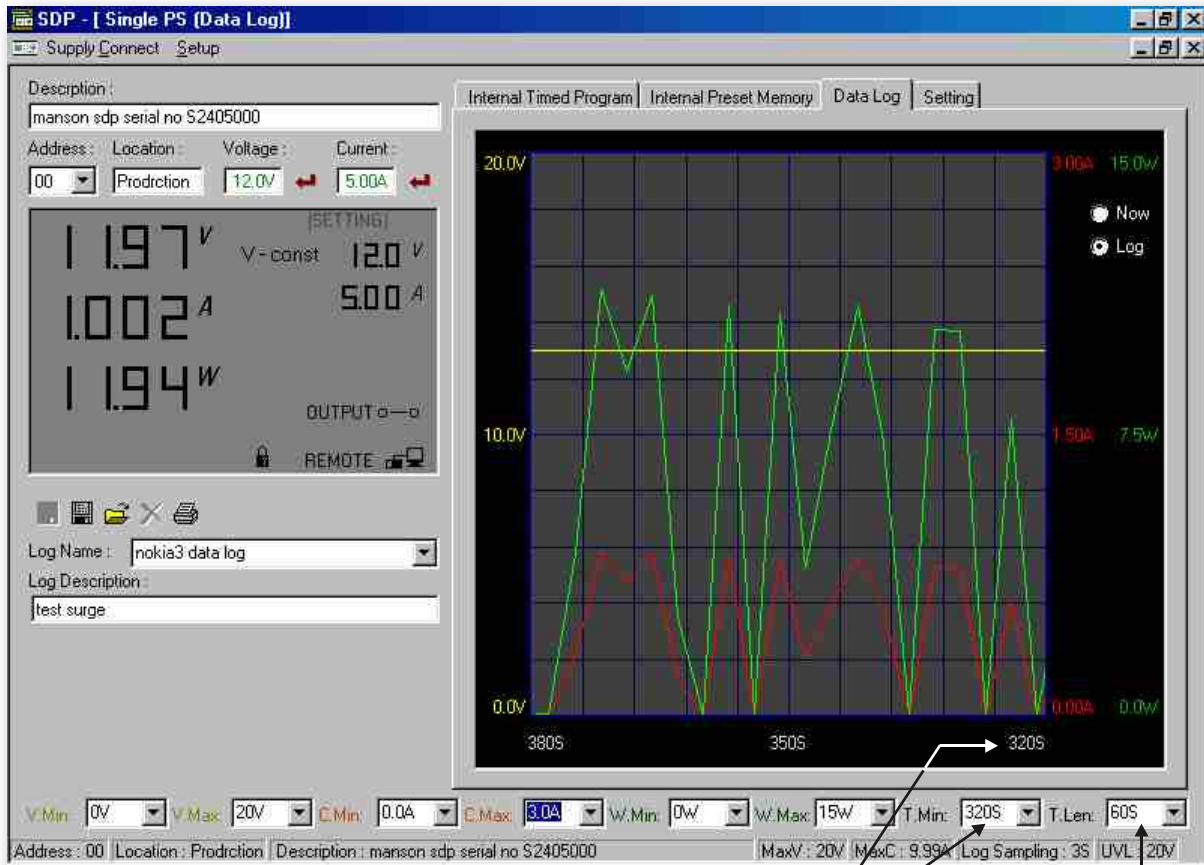 SDP - [ Single PS (Data Log)]
Supply Connect Setup
Descrption :
manson sdp serial no S2405000
Address : Location : Voltage : Current :
00 Prodrction 12.0V 5.00A
[SETTING]
11.97 V V-const 12.0 V
1.002 A 5.00 A
11.94 W
OUTPUT
REMOTE
Log Name : nokia3 data log
Log Description :
test surge
Internal Timed Program Internal Preset Memory Data Log Setting
20.0V 3.00A 15.0W
Now
Log
10.0V 1.50A 7.5W
0.0V 0.00A 0.0W
380S 350S 320S
V.Min: 0V V.Max: 20V C.Min: 0.0A C.Max: 3.0A W.Min: 0W W.Max: 15W T.Min: 320S T.Len: 60S
Address : 00 Location : Prodrction Description : manson sdp serial no S2405000 MaxV : 20V MaxC : 9.99A Log Sampling : 3S UVL : 20V